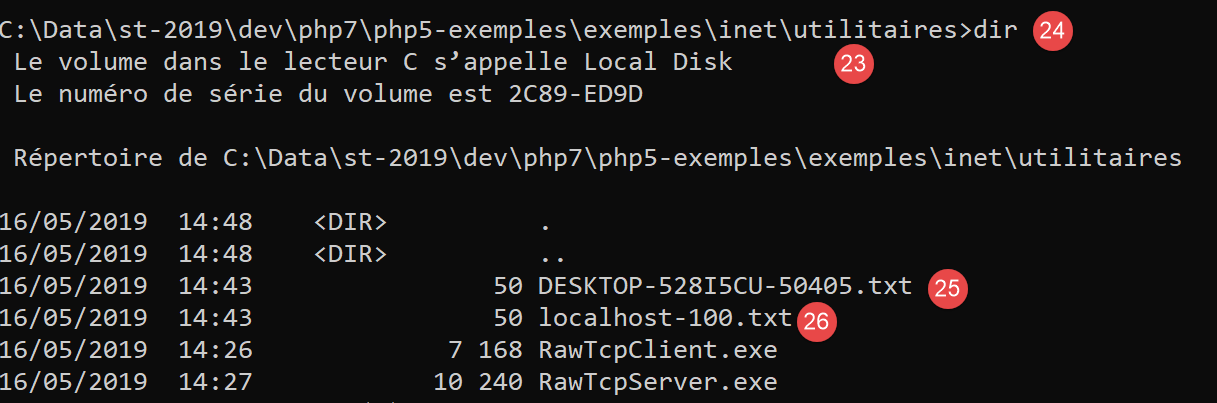 C:\Data\st-2019\dev\php7\php5-exemples\exemples\inet\utilitaires>dir 24
Le volume dans le lecteur C s’appelle Local Disk 23
Le numéro de série du volume est 2C89-ED9D
Répertoire de C:\Data\st-2019\dev\php7\php5-exemples\exemples\inet\utilitaires
16/05/2019  14:48    <DIR>          .
16/05/2019  14:48    <DIR>          ..
16/05/2019  14:43                50 DESKTOP-528I5CU-50405.txt 25
16/05/2019  14:43                50 localhost-100.txt 26
16/05/2019  14:26             7 168 RawTcpClient.exe
16/05/2019  14:27            10 240 RawTcpServer.exe